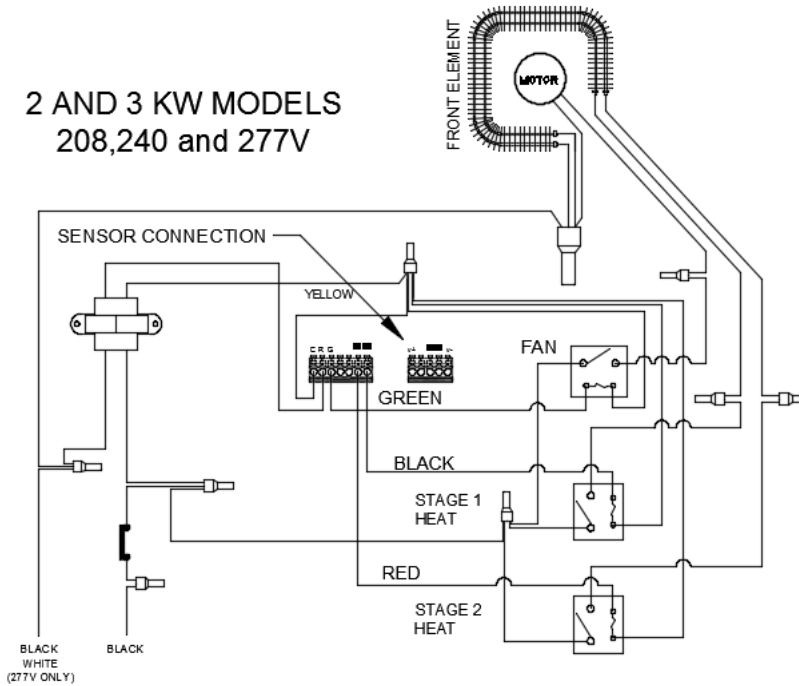 2 AND 3 KW MODELS
208,240 and 277V
FRONT ELEMENT
MOTOR
SENSOR CONNECTION
YELLOW
C R G
FAN
GREEN
BLACK
STAGE 1
HEAT
RED
STAGE 2
HEAT
BLACK
WHITE
(277V ONLY)
BLACK